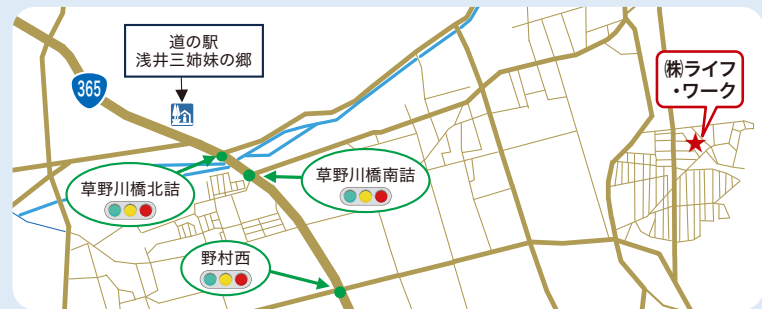 道の駅
浅井三姉妹の郷
365
㈱ライフ
・ワーク
草野川橋北詰
草野川橋南詰
野村西